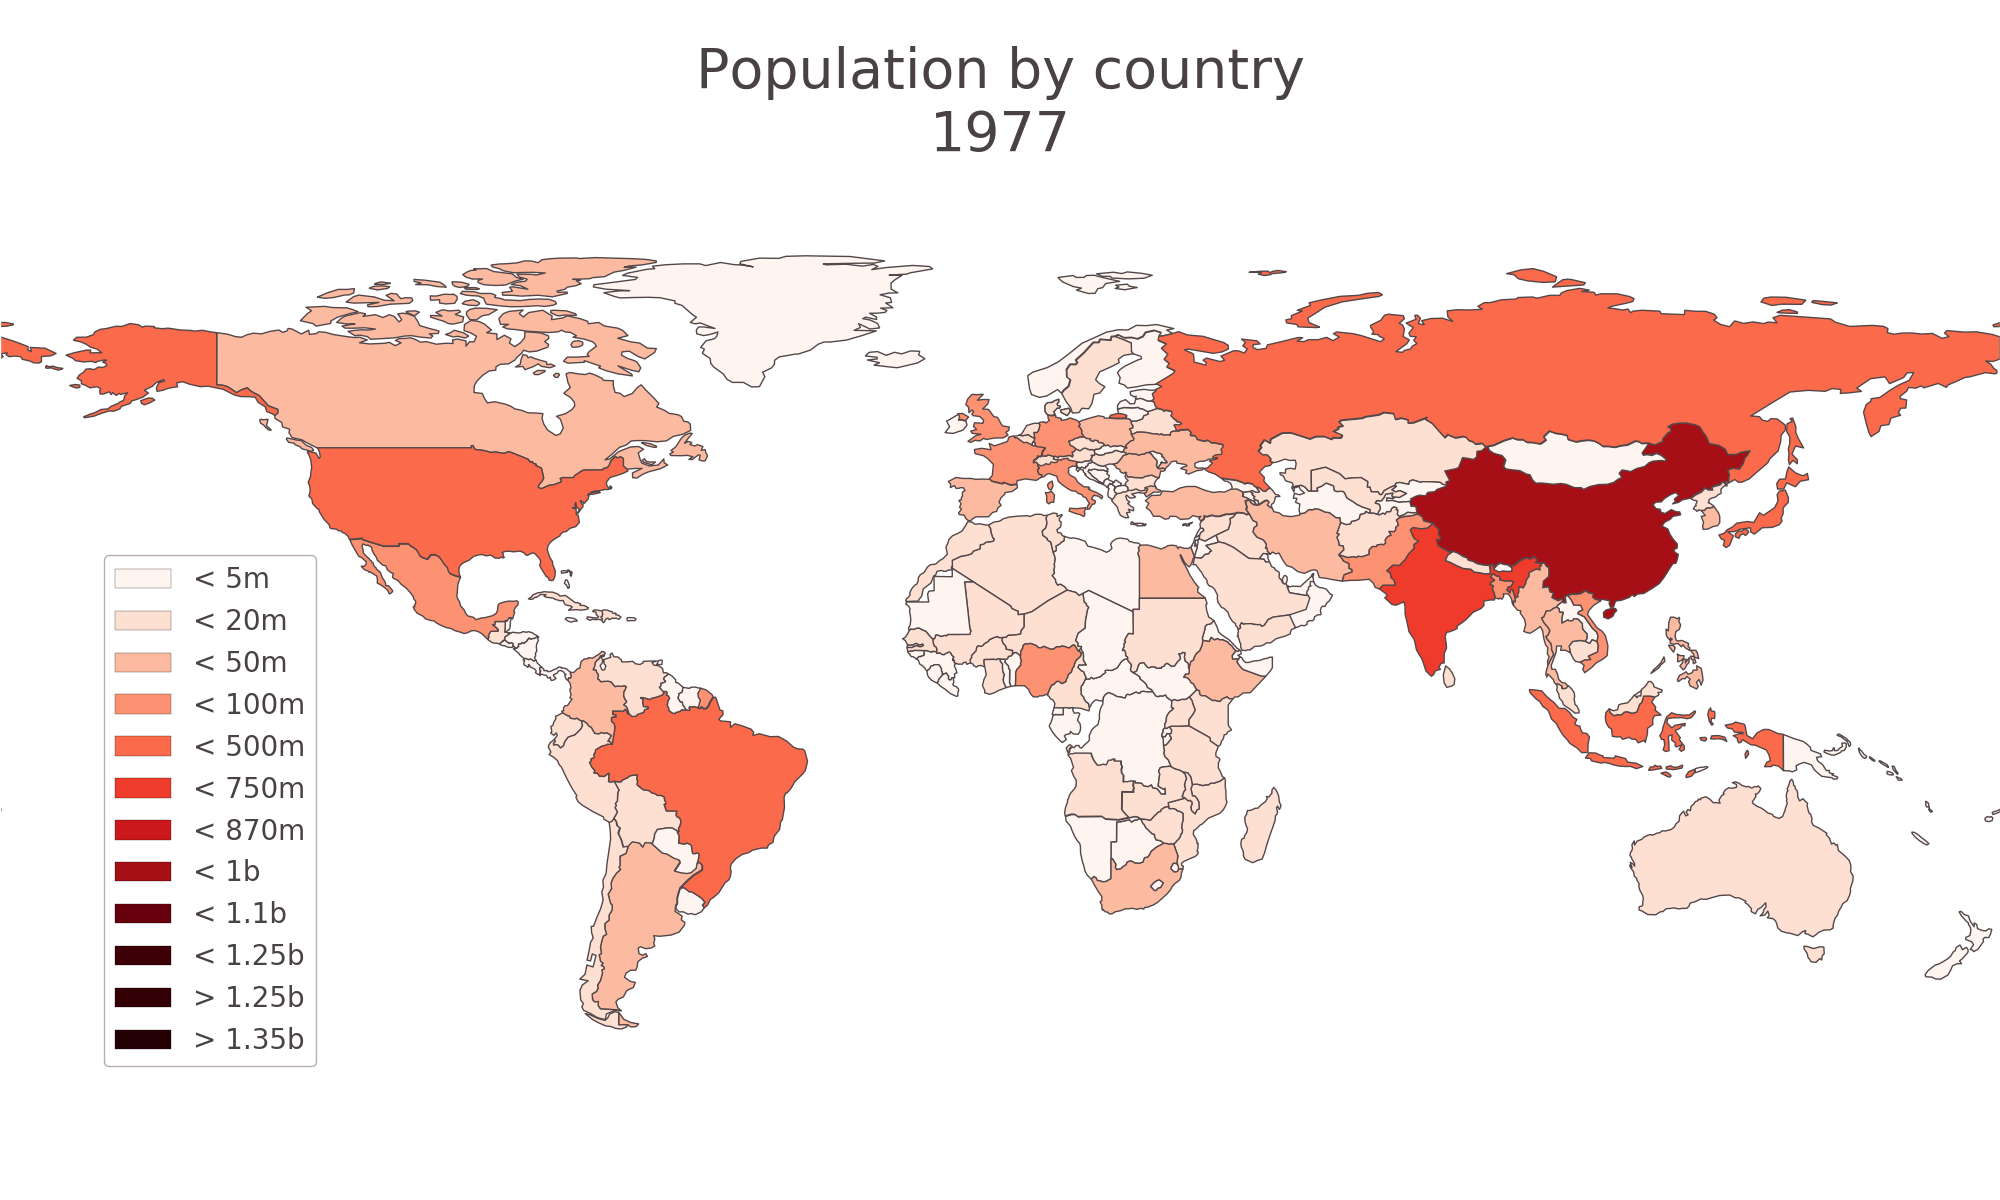 Population by country
1977
< 5m
< 20m
< 50m
< 100m
< 500m
< 750m
< 870m
< 1b
< 1.1b
< 1.25b
> 1.25b
> 1.35b